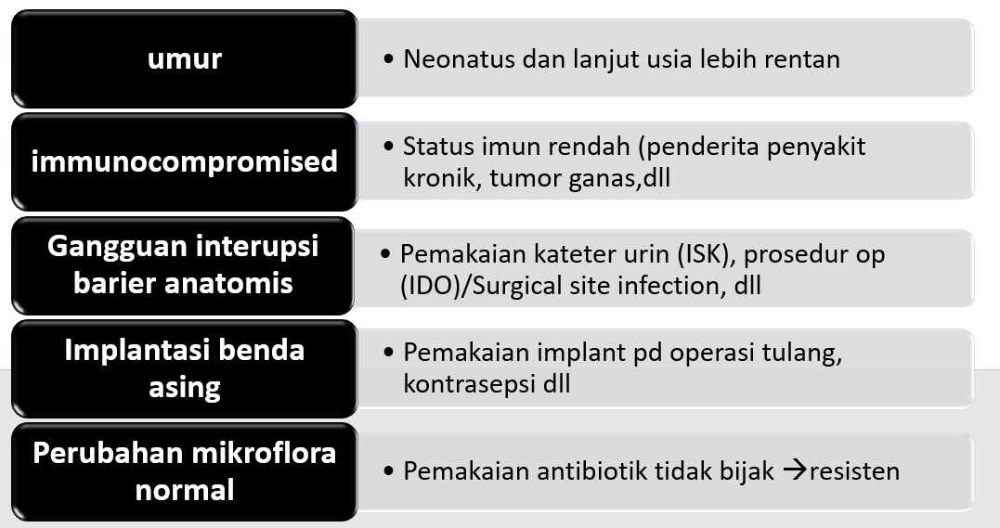 umur
• Neonatus dan lanjut usia lebih rentan
immunocompromised
• Status imun rendah (penderita penyakit
kronik, tumor ganas,dll
Gangguan interupsi
barier anatomis
• Pemakaian kateter urin (ISK), prosedur op
(IDO)/Surgical site infection, dll
Implantasi benda
asing
• Pemakaian implant pd operasi tulang,
kontrasepsi dll
Perubahan mikroflora
normal
• Pemakaian antibiotik tidak bijak →resisten